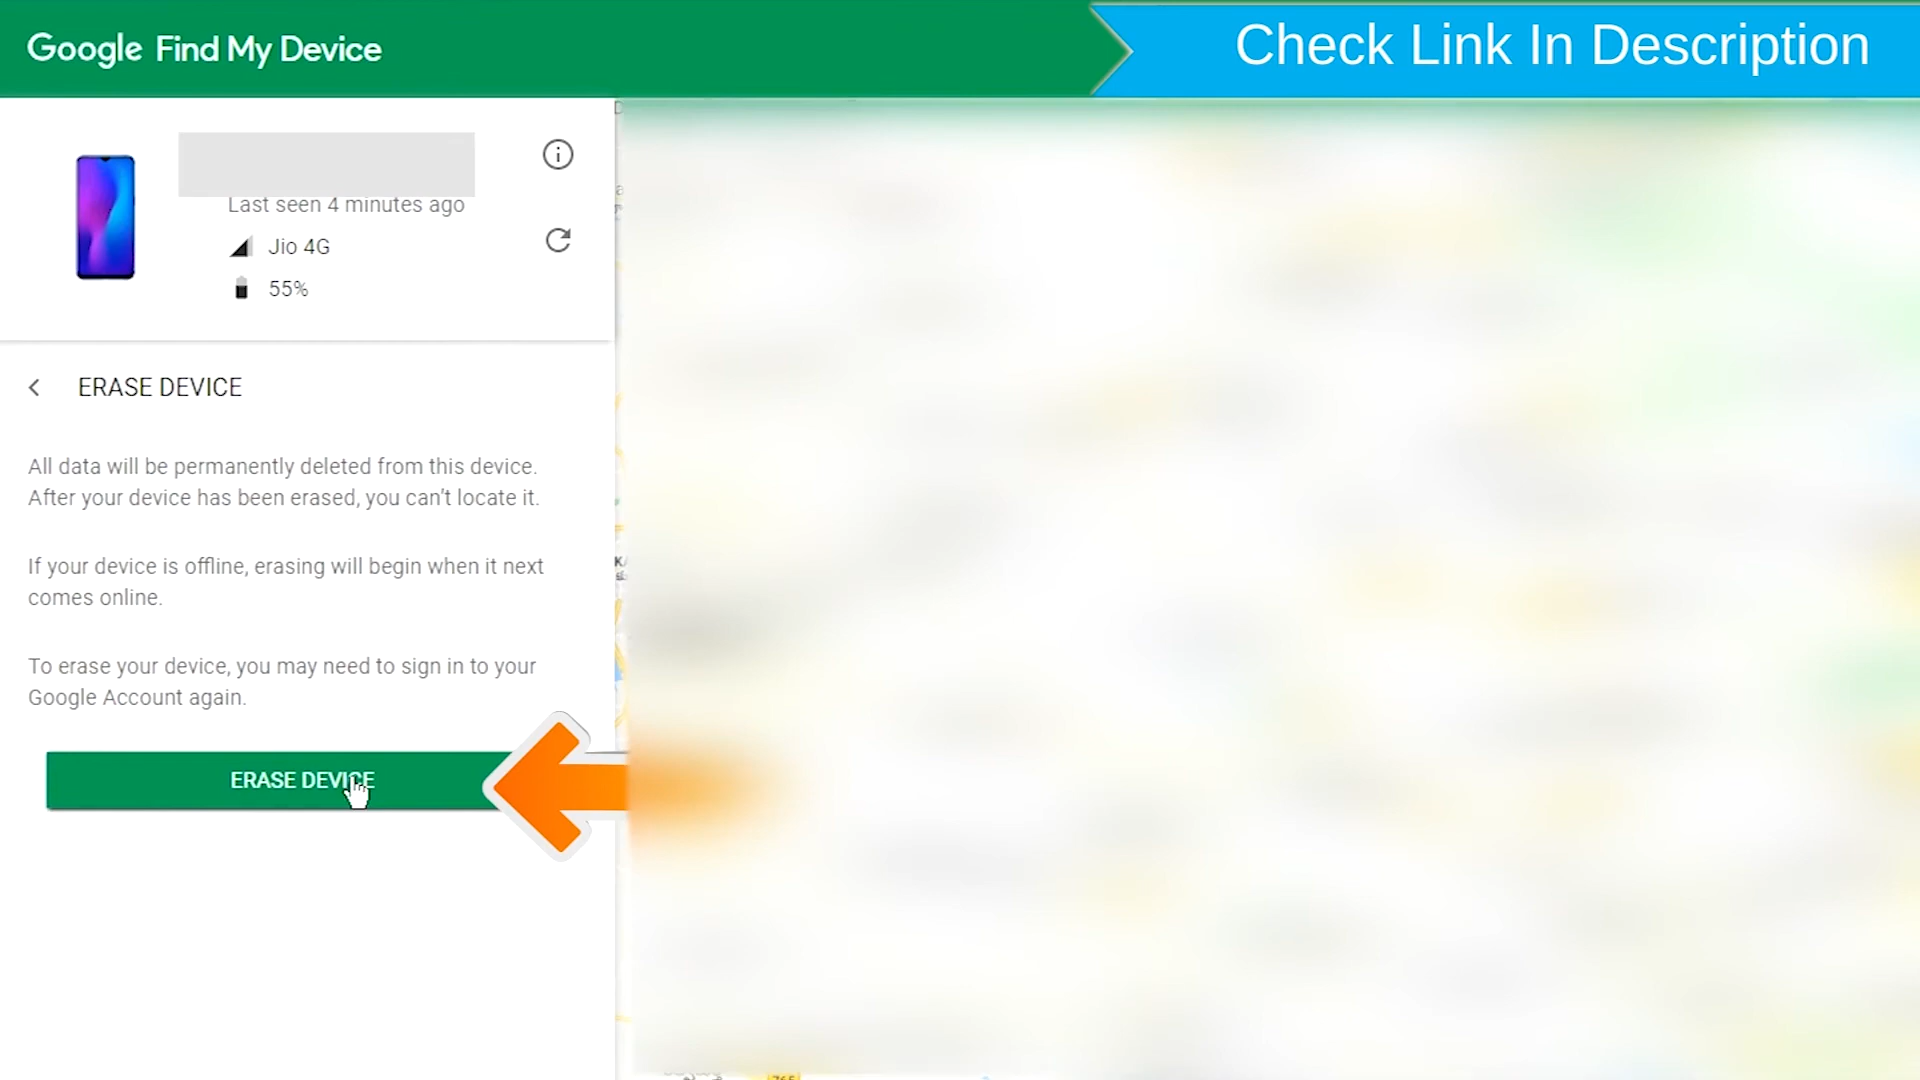 Google Find My Device
Check Link In Description
Last seen 4 minutes ago
Jio 4G
55%
ERASE DEVICE
All data will be permanently deleted from this device.
After your device has been erased, you can't locate it.
If your device is offline, erasing will begin when it next
comes online.
To erase your device, you may need to sign in to your
Google Account again.
ERASE DEVICE